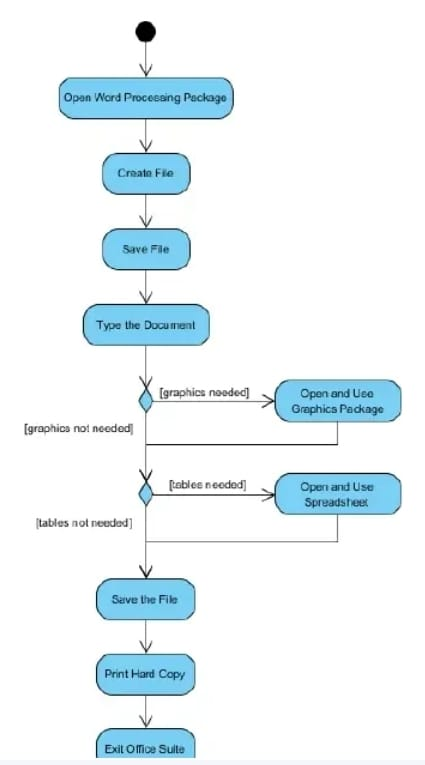 Open Word Processing Package
Create File
Save File
Type the Document
[graphics needed]
Open and Use
Graphics Package
[graphics not needed]
[tables needed]
Open and Use
Spreadsheet
[tables not needed]
Save the File
Print Hard Copy
Exit Office Suite